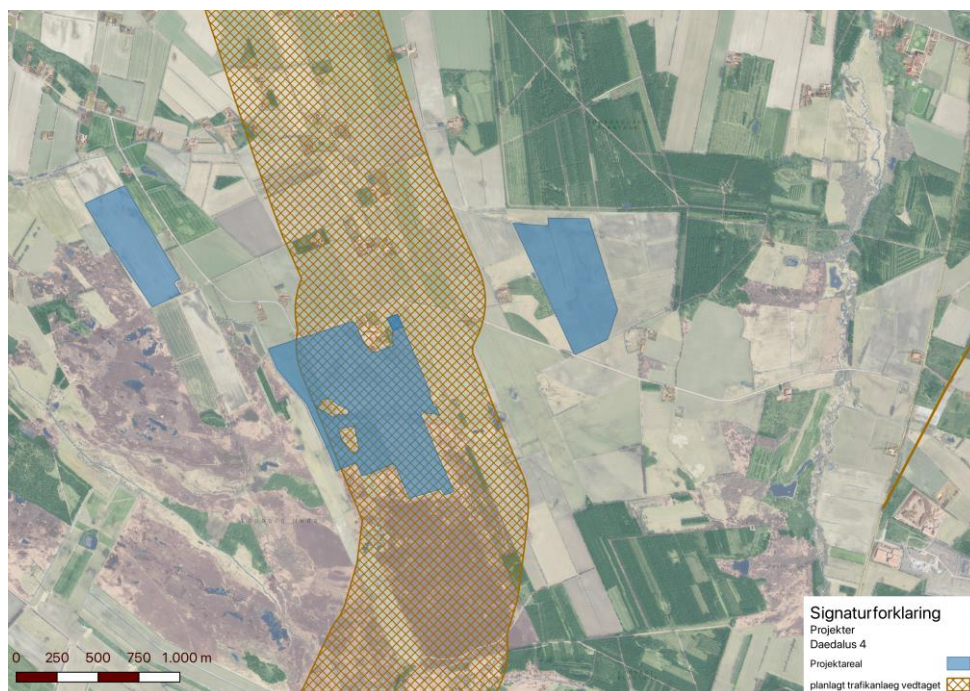 0 250 500 750 1.000 m
Signaturforklaring
Projekter
Daedalus 4
Projektareal
planlagt trafikanlaeg vedtaget